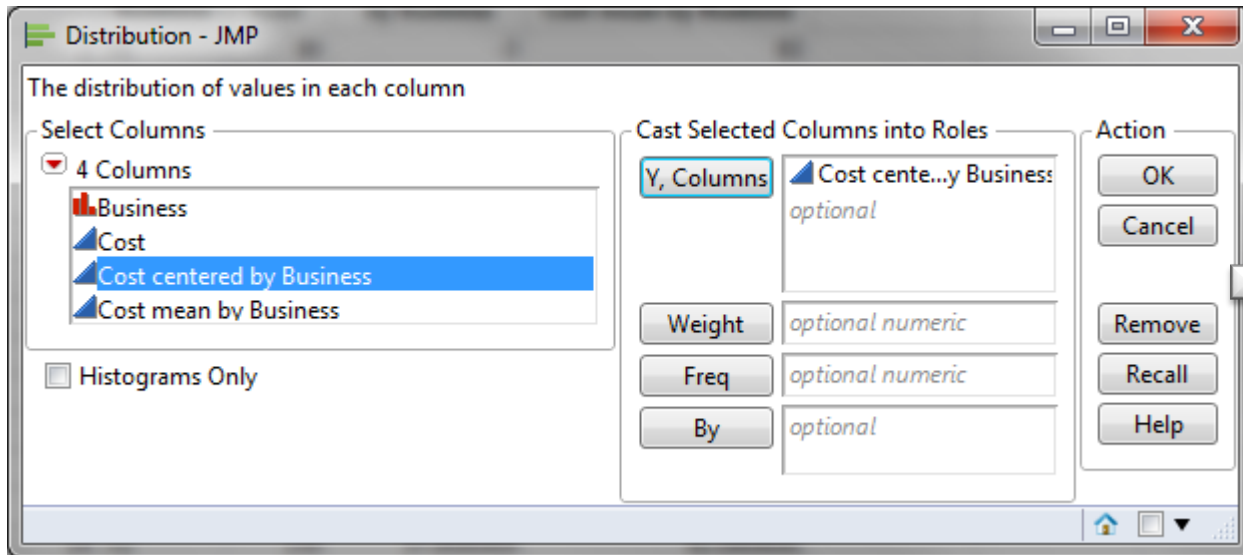 Distribution - JMP
The distribution of values in each column
Select Columns
4 Columns
Business
Cost
Cost centered by Business
Cost mean by Business
Histograms Only
Cast Selected Columns into Roles
Y, Columns
Cost cente...y Business
optional
Weight
optional numeric
Freq
optional numeric
By
optional
Action
OK
Cancel
Remove
Recall
Help